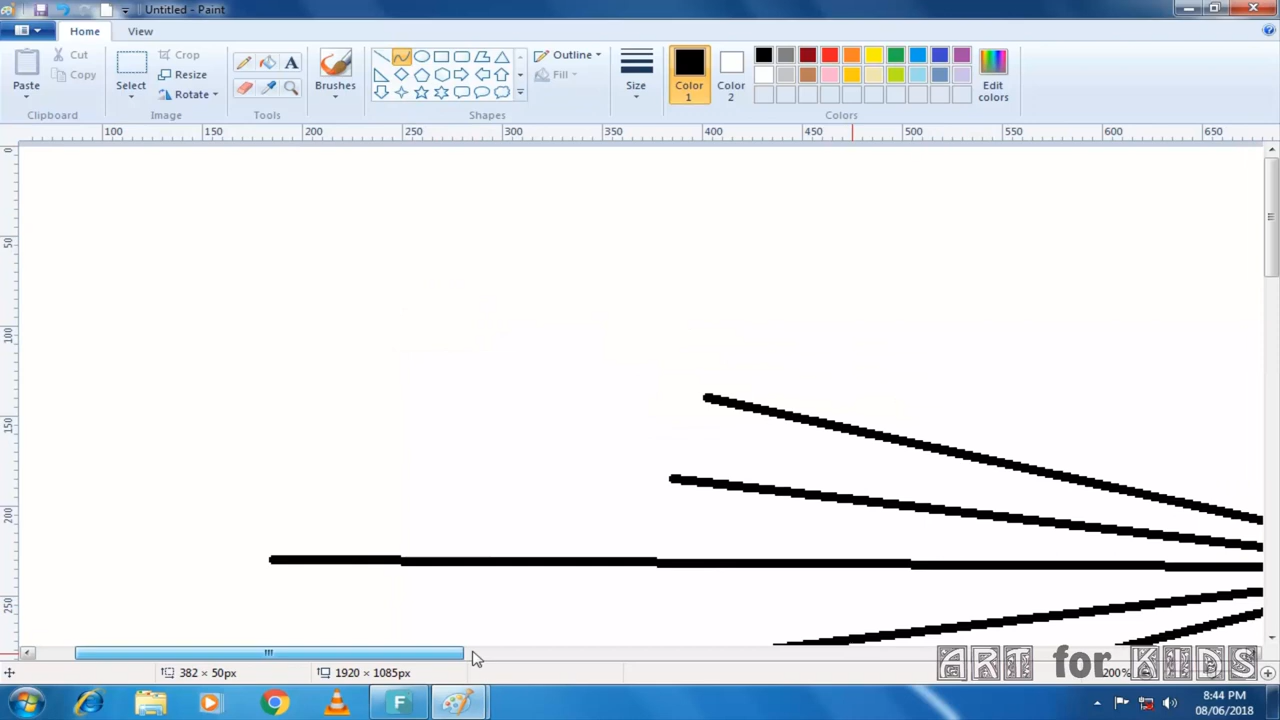 Untitled - Paint
Home
View
Paste
Cut
Copy
Clipboard
Select
Crop
Resize
Rotate
Image
Tools
Brushes
Shapes
Outline
Fill
Size
Color
1
Color
2
Edit
colors
Colors
100 150 200 250 300 350 400 450 500 550 600 650
0
50
100
150
200
250
382 × 50px
1920 × 1085px
200%
ART for KIDS
F
8:44 PM
08/06/2018